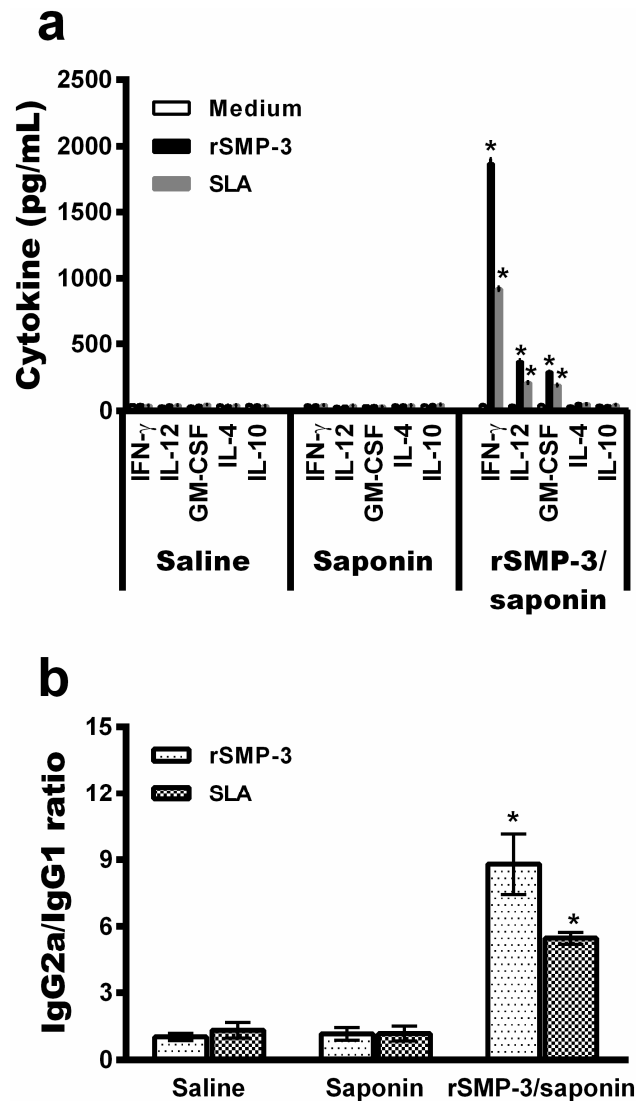 a
Cytokine (pg/mL)
2500
2000
1500
1000
500
0
Medium
rSMP-3
SLA
*
*
*
*
*
*
IFN-γ
IL-12
GM-CSF
IL-4
IL-10
IFN-γ
IL-12
GM-CSF
IL-4
IL-10
IFN-γ
IL-12
GM-CSF
IL-4
IL-10
Saline
Saponin
rSMP-3/
saponin
b
IgG2a/IgG1 ratio
15
12
9
6
3
0
rSMP-3
SLA
*
*
Saline
Saponin
rSMP-3/saponin